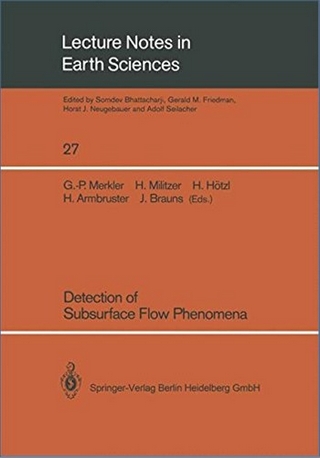 Lecture Notes in
Earth Sciences
Edited by Somdev Bhattacharji, Gerald M. Friedman,
Horst J. Neugebauer and Adolf Seilacher
27
G.-P. Merkler H. Militzer H. Hötzl
H. Armbruster J. Brauns (Eds.)
Detection of
Subsurface Flow Phenomena
Springer-Verlag Berlin Heidelberg GmbH